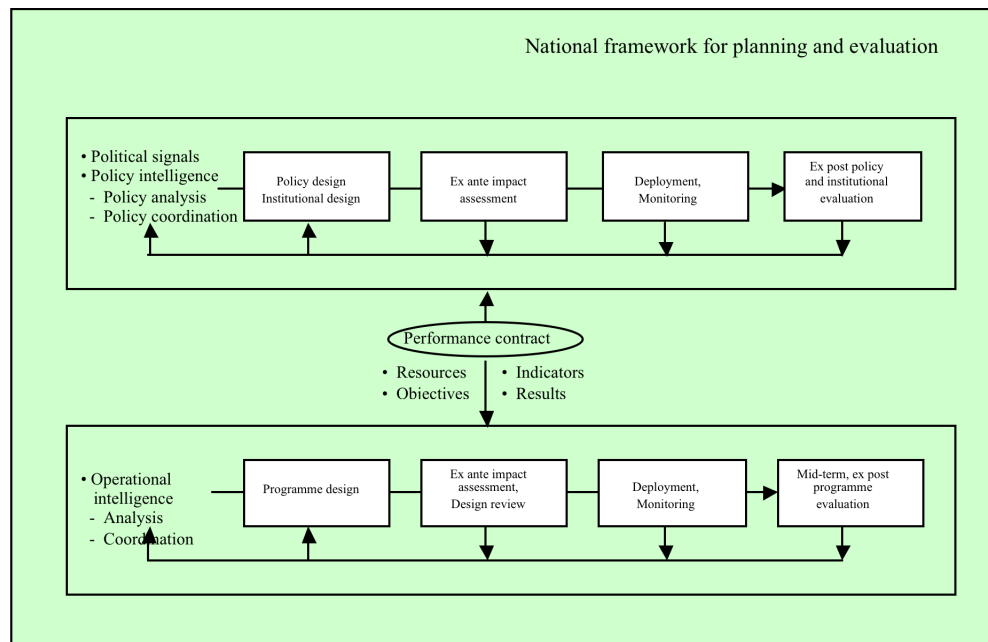 National framework for planning and evaluation
• Political signals
• Policy intelligence
- Policy analysis
- Policy coordination
Policy design
Institutional design
Ex ante impact
assessment
Deployment,
Monitoring
Ex post policy
and institutional
evaluation
Performance contract
• Resources
• Objectives
• Indicators
• Results
• Operational
intelligence
- Analysis
- Coordination
Programme design
Ex ante impact
assessment,
Design review
Deployment,
Monitoring
Mid-term, ex post
programme
evaluation